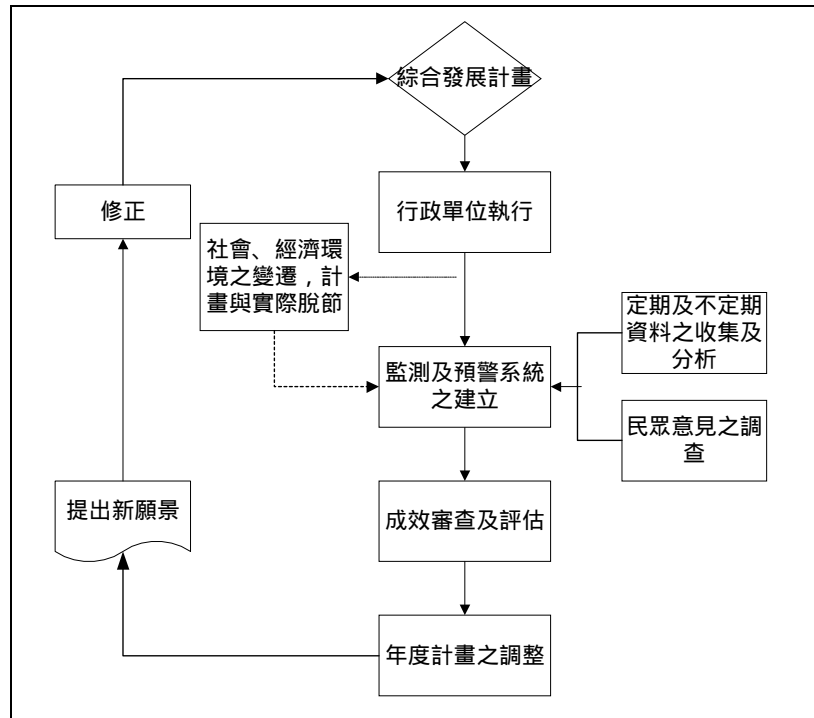 綜合發展計畫
行政單位執行
修正
社會、經濟環
境之變遷，計
畫與實際脫節
定期及不定期
資料之收集及
分析
監測及預警系統
之建立
民眾意見之調
查
提出新願景
成效審查及評估
年度計畫之調整